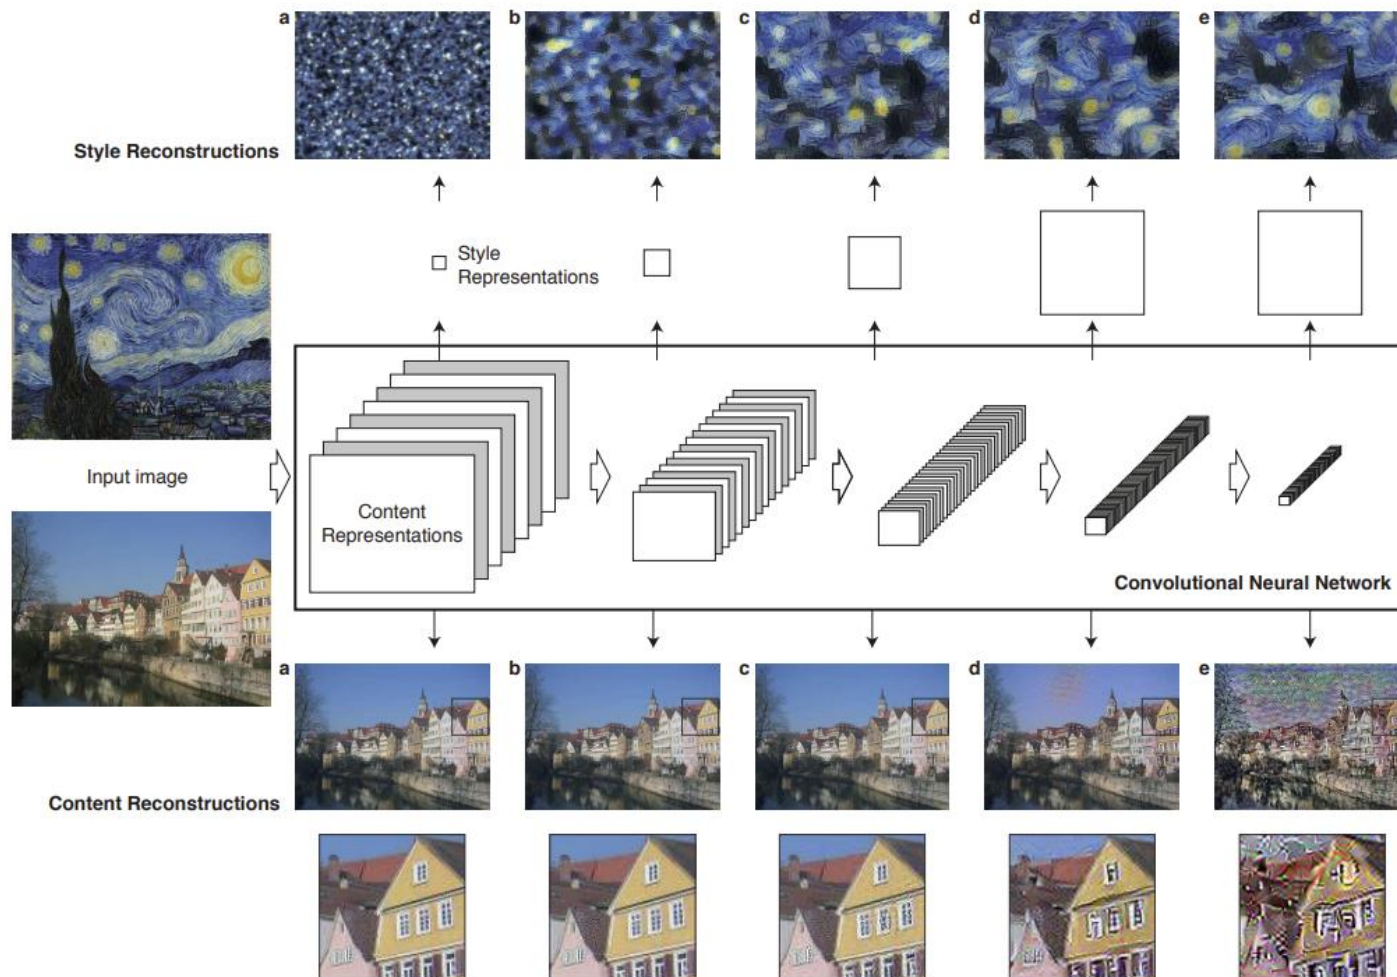 a
b
c
d
e
Style Reconstructions
Style
Representations
Input image
Content
Representations
Convolutional Neural Network
a
b
c
d
e
Content Reconstructions